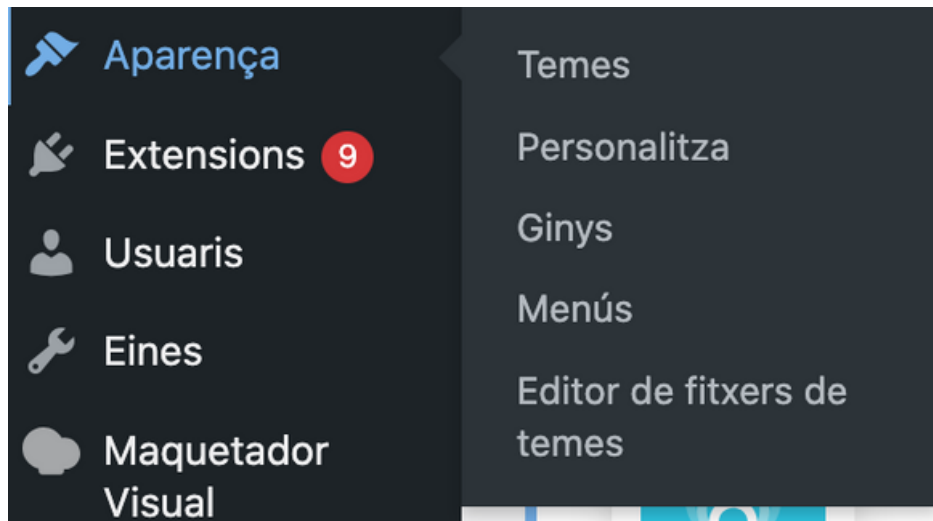 Aparença
Extensions 9
Usuaris
Eines
Maquetador
Visual
Temes
Personalitza
Ginys
Menús
Editor de fitxers de
temes